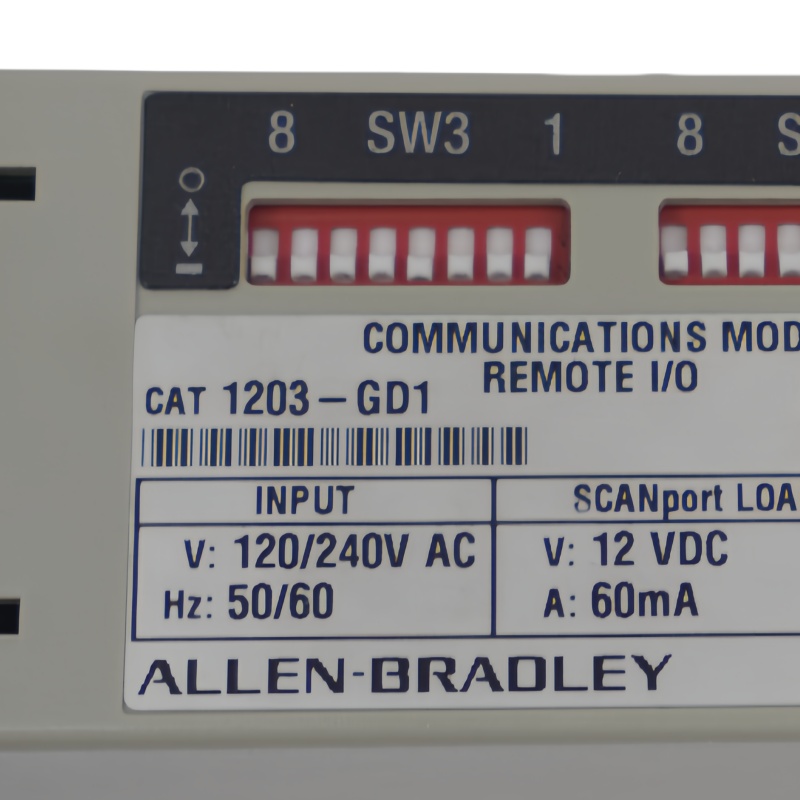 8 SW3 1 8 S
COMMUNICATIONS MOD
REMOTE I/O
CAT 1203-GD1
INPUT SCANport LOA
V: 120/240V AC V: 12 VDC
Hz: 50/60 A: 60mA
ALLEN-BRADLEY